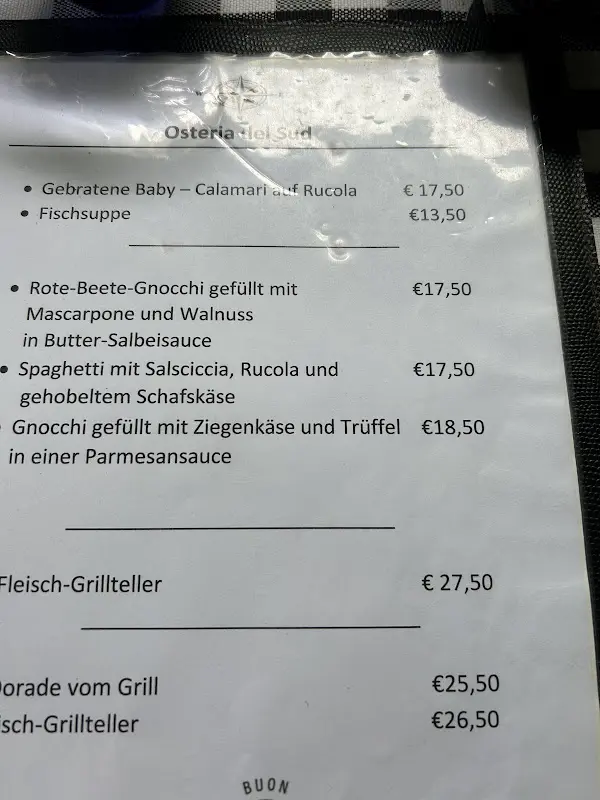 Osteria del Sud
• Gebratene Baby – Calamari auf Rucola € 17,50
• Fischsuppe €13,50
• Rote-Beete-Gnocchi gefüllt mit €17,50
Mascarpone und Walnuss
in Butter-Salbeisauce
• Spaghetti mit Salsciccia, Rucola und €17,50
gehobeltem Schafskäse
Gnocchi gefüllt mit Ziegenkäse und Trüffel €18,50
in einer Parmesansauce
Fleisch-Grillteller € 27,50
orade vom Grill €25,50
isch-Grillteller €26,50
BUON